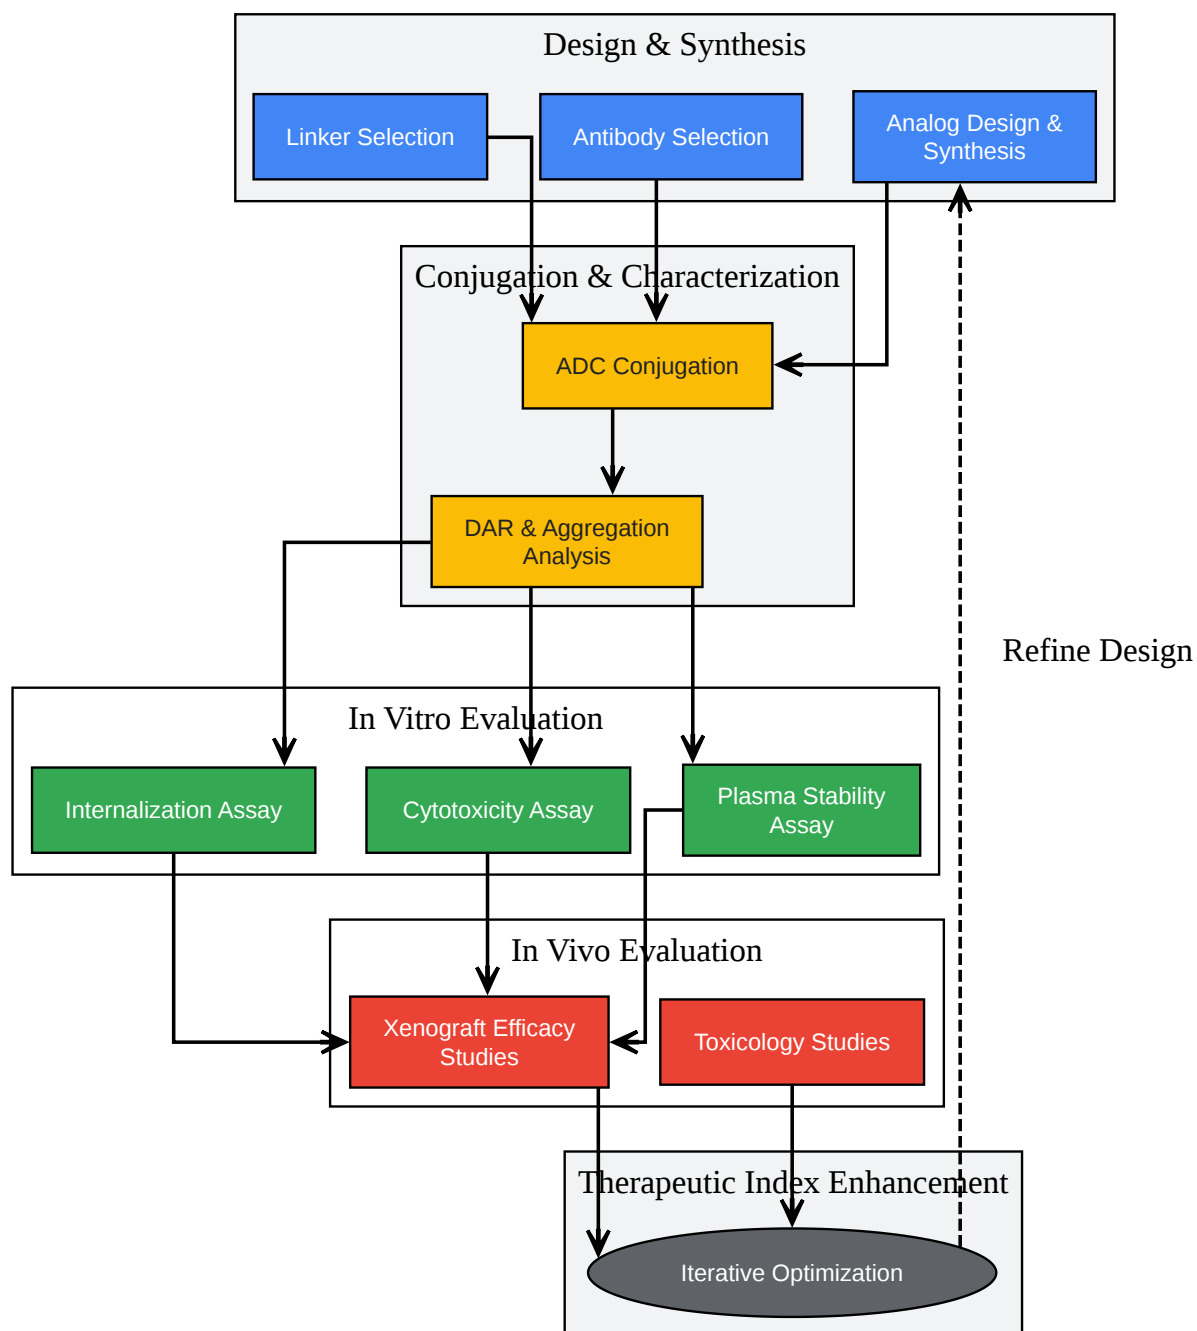 Design & Synthesis
Linker Selection
Antibody Selection
Analog Design &
Synthesis
Conjugation & Characterization
ADC Conjugation
DAR & Aggregation
Analysis
Refine Design
In Vitro Evaluation
Internalization Assay
Cytotoxicity Assay
Plasma Stability
Assay
In Vivo Evaluation
Xenograft Efficacy
Studies
Toxicology Studies
Therapeutic Index Enhancement
Iterative Optimization